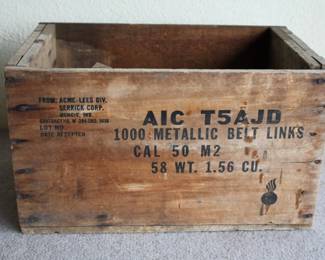 FROM: ACME-LEES DIV.
SERRICK CORP.
MUNCIE, IND.
LOT NO.
DATE ACCEPTED
AIC T5AJD
1000 METALLIC BELT LINKS
CAL 50 M2
58 WT. 1.56 CU.